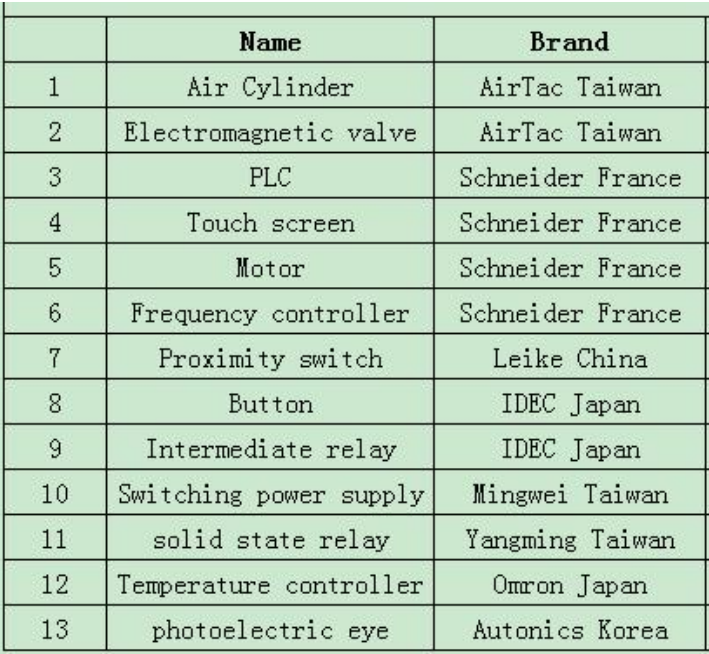 Name Brand
1 Air Cylinder AirTac Taiwan
2 Electromagnetic valve AirTac Taiwan
3 PLC Schneider France
4 Touch screen Schneider France
5 Motor Schneider France
6 Frequency controller Schneider France
7 Proximity switch Leike China
8 Button IDEC Japan
9 Intermediate relay IDEC Japan
10 Switching power supply Mingwei Taiwan
11 solid state relay Yangming Taiwan
12 Temperature controller Omron Japan
13 photoelectric eye Autonics Korea